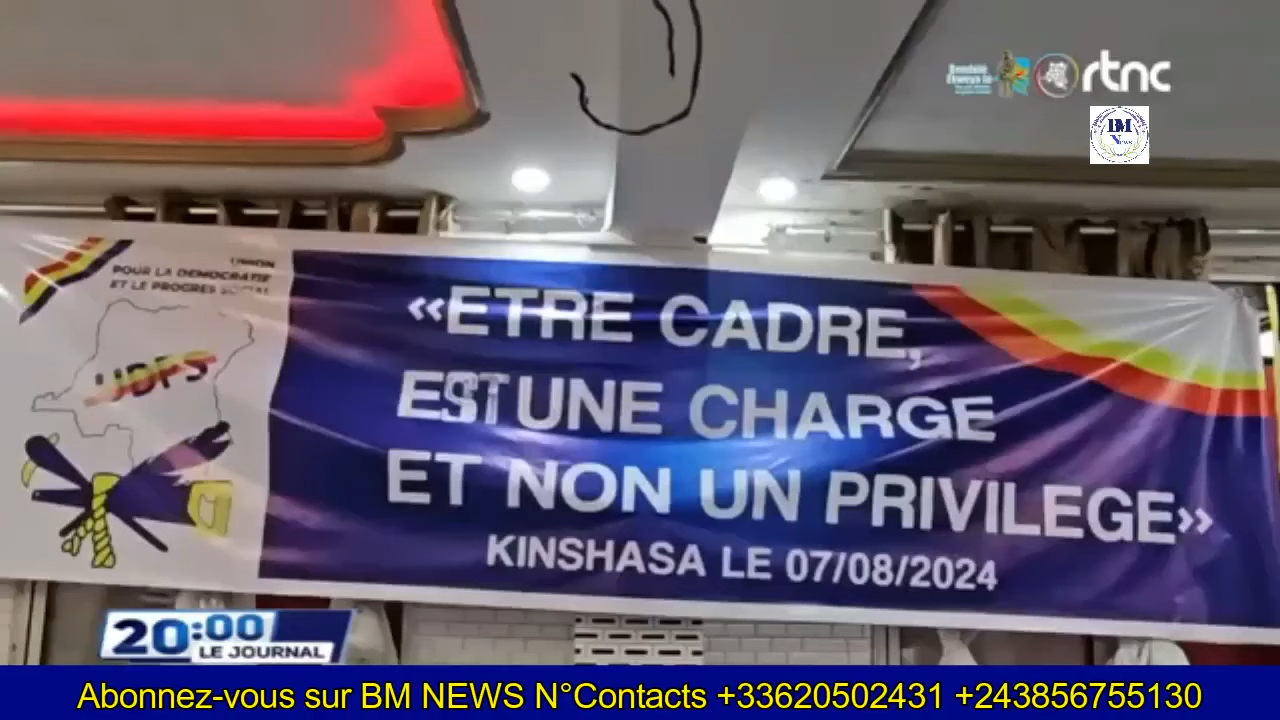 rtnc
BM
NEWS
UNION
POUR LA DEMOCRATIE
ET LE PROGRES SOCIAL
UDPS
«ETRE CADRE,
EST UNE CHARGE
ET NON UN PRIVILEGE»
KINSHASA LE 07/08/2024
20:00
LE JOURNAL
Abonnez-vous sur BM NEWS N°Contacts +33620502431 +243856755130